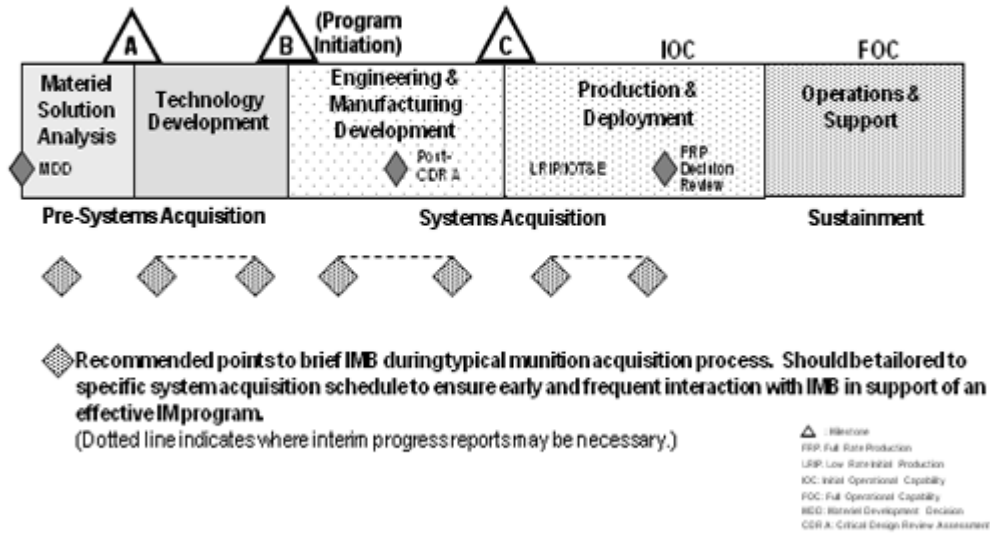 A
B
(Program
Initiation)
C
IOC
FOC
Materiel
Solution
Analysis
MDD
Technology
Development
Engineering &
Manufacturing
Development
Post-
CDR A
Production &
Deployment
LRIP/IOT&E
FRP
Decision
Review
Operations &
Support
Pre-Systems Acquisition
Systems Acquisition
Sustainment
Recommended points to brief IMB during typical munition acquisition process. Should be tailored to
specific system acquisition schedule to ensure early and frequent interaction with IMB in support of an
effective IM program.
(Dotted line indicates where interim progress reports may be necessary.)
: Milestone
FRP: Full Rate Production
LRIP: Low Rate Initial Production
IOC: Initial Operational Capability
FOC: Full Operational Capability
MDD: Materiel Development Decision
CDR A: Critical Design Review Assessment